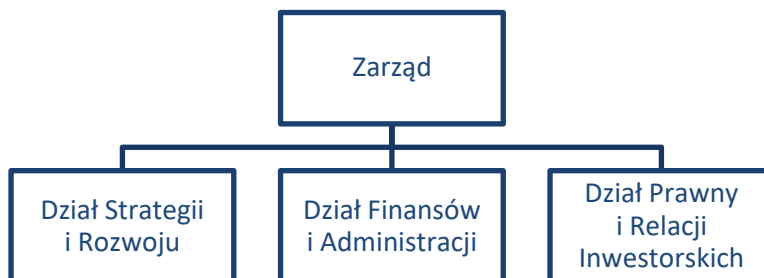 Zarząd
Dział Strategii
i Rozwoju
Dział Finansów
i Administracji
Dział Prawny
i Relacji
Inwestorskich